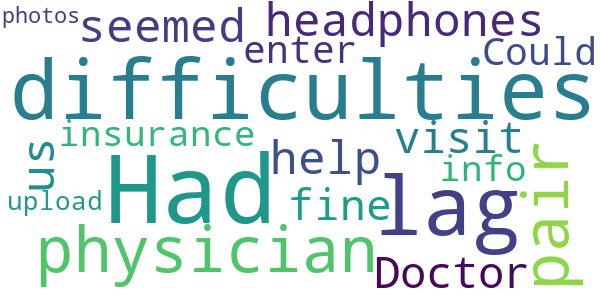 photos
seemed
headphones
enter
Could
difficulties
insurance
us
help
visit
info
pair
upload
Had
fine
lag
physician
Doctor